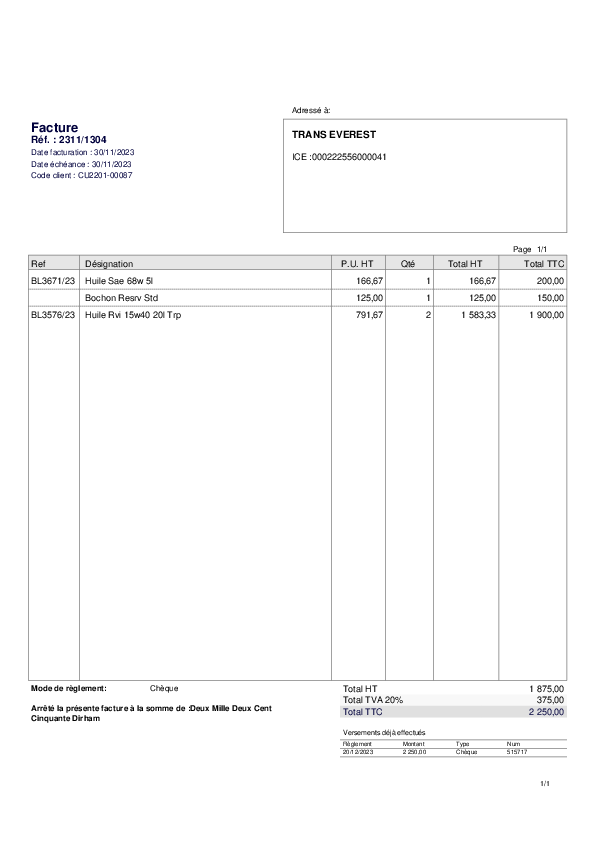 Adressé à:
Facture
Réf. : 2311/1304
Date facturation : 30/11/2023
Date échéance : 30/11/2023
Code client : CU2201-00087
TRANS EVEREST
ICE :000222556000041
Page 1/1
Ref Désignation P.U. HT Qté Total HT Total TTC
BL3671/23 Huile Sae 68w 5l 166,67 1 166,67 200,00
Bochon Resrv Std 125,00 1 125,00 150,00
BL3576/23 Huile Rvi 15w40 20l Trp 791,67 2 1 583,33 1 900,00
Mode de règlement: Chèque
Arrêté la présente facture à la somme de :Deux Mille Deux Cent
Cinquante Dirham
Total HT 1 875,00
Total TVA 20% 375,00
Total TTC 2 250,00
Versements déjà effectués
Règlement Montant Type Num
20/12/2023 2 250,00 Chèque 515717
1/1